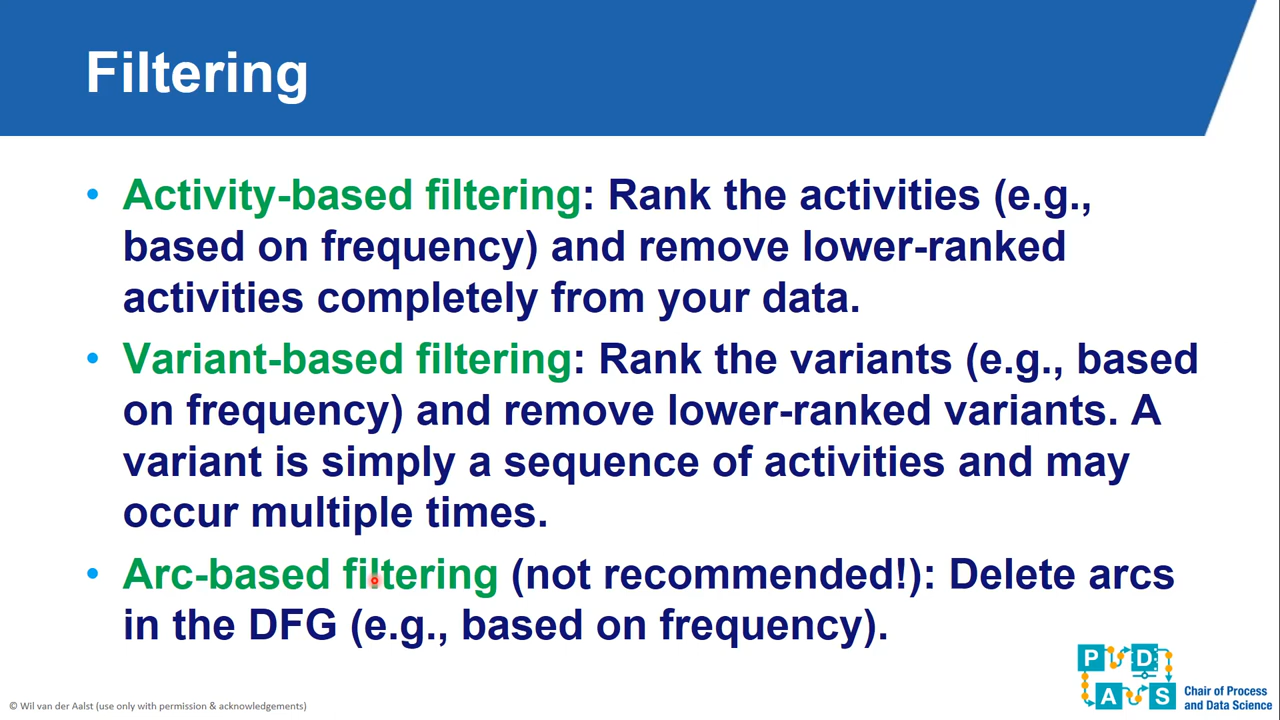 Filtering
• Activity-based filtering: Rank the activities (e.g.,
based on frequency) and remove lower-ranked
activities completely from your data.
• Variant-based filtering: Rank the variants (e.g., based
on frequency) and remove lower-ranked variants. A
variant is simply a sequence of activities and may
occur multiple times.
• Arc-based filtering (not recommended!): Delete arcs
in the DFG (e.g., based on frequency).
P D
A S
Chair of Process
and Data Science
© Wil van der Aalst (use only with permission & acknowledgements)